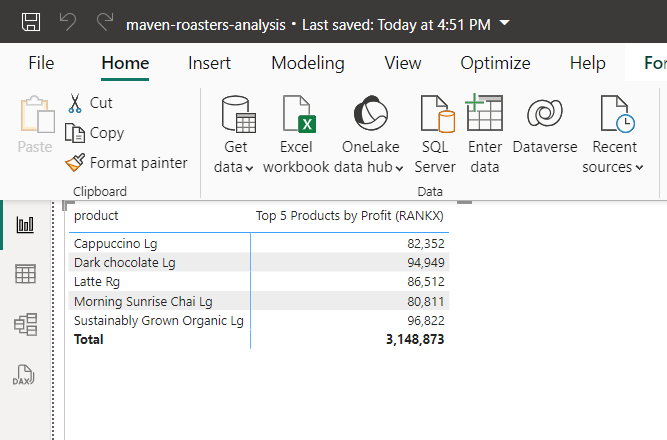 maven-roasters-analysis • Last saved: Today at 4:51 PM
File Home Insert Modeling View Optimize Help For
Paste
Cut
Copy
Format painter
Clipboard
Get data
Excel workbook
OneLake data hub
SQL Server
Enter data
Dataverse
Recent sources
Data
product Top 5 Products by Profit (RANKX)
Cappuccino Lg 82,352
Dark chocolate Lg 94,949
Latte Rg 86,512
Morning Sunrise Chai Lg 80,811
Sustainably Grown Organic Lg 96,822
Total 3,148,873
DAX